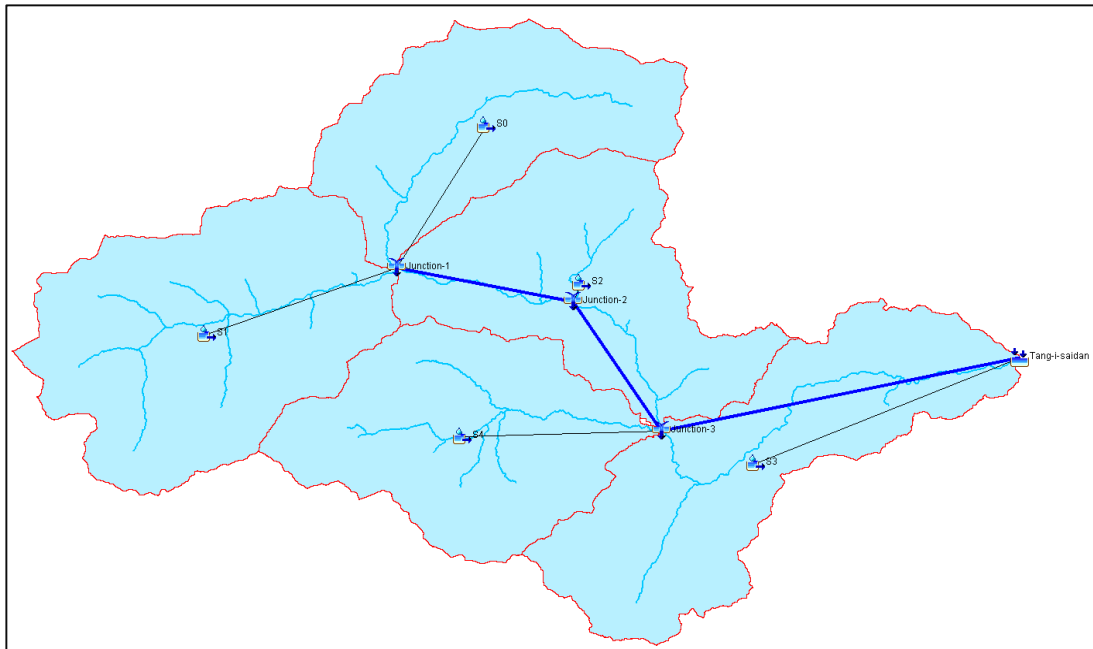 S0
Junction-1
S2
Junction-2
S1
Tang-i-saidan
Junction-3
S4
S3